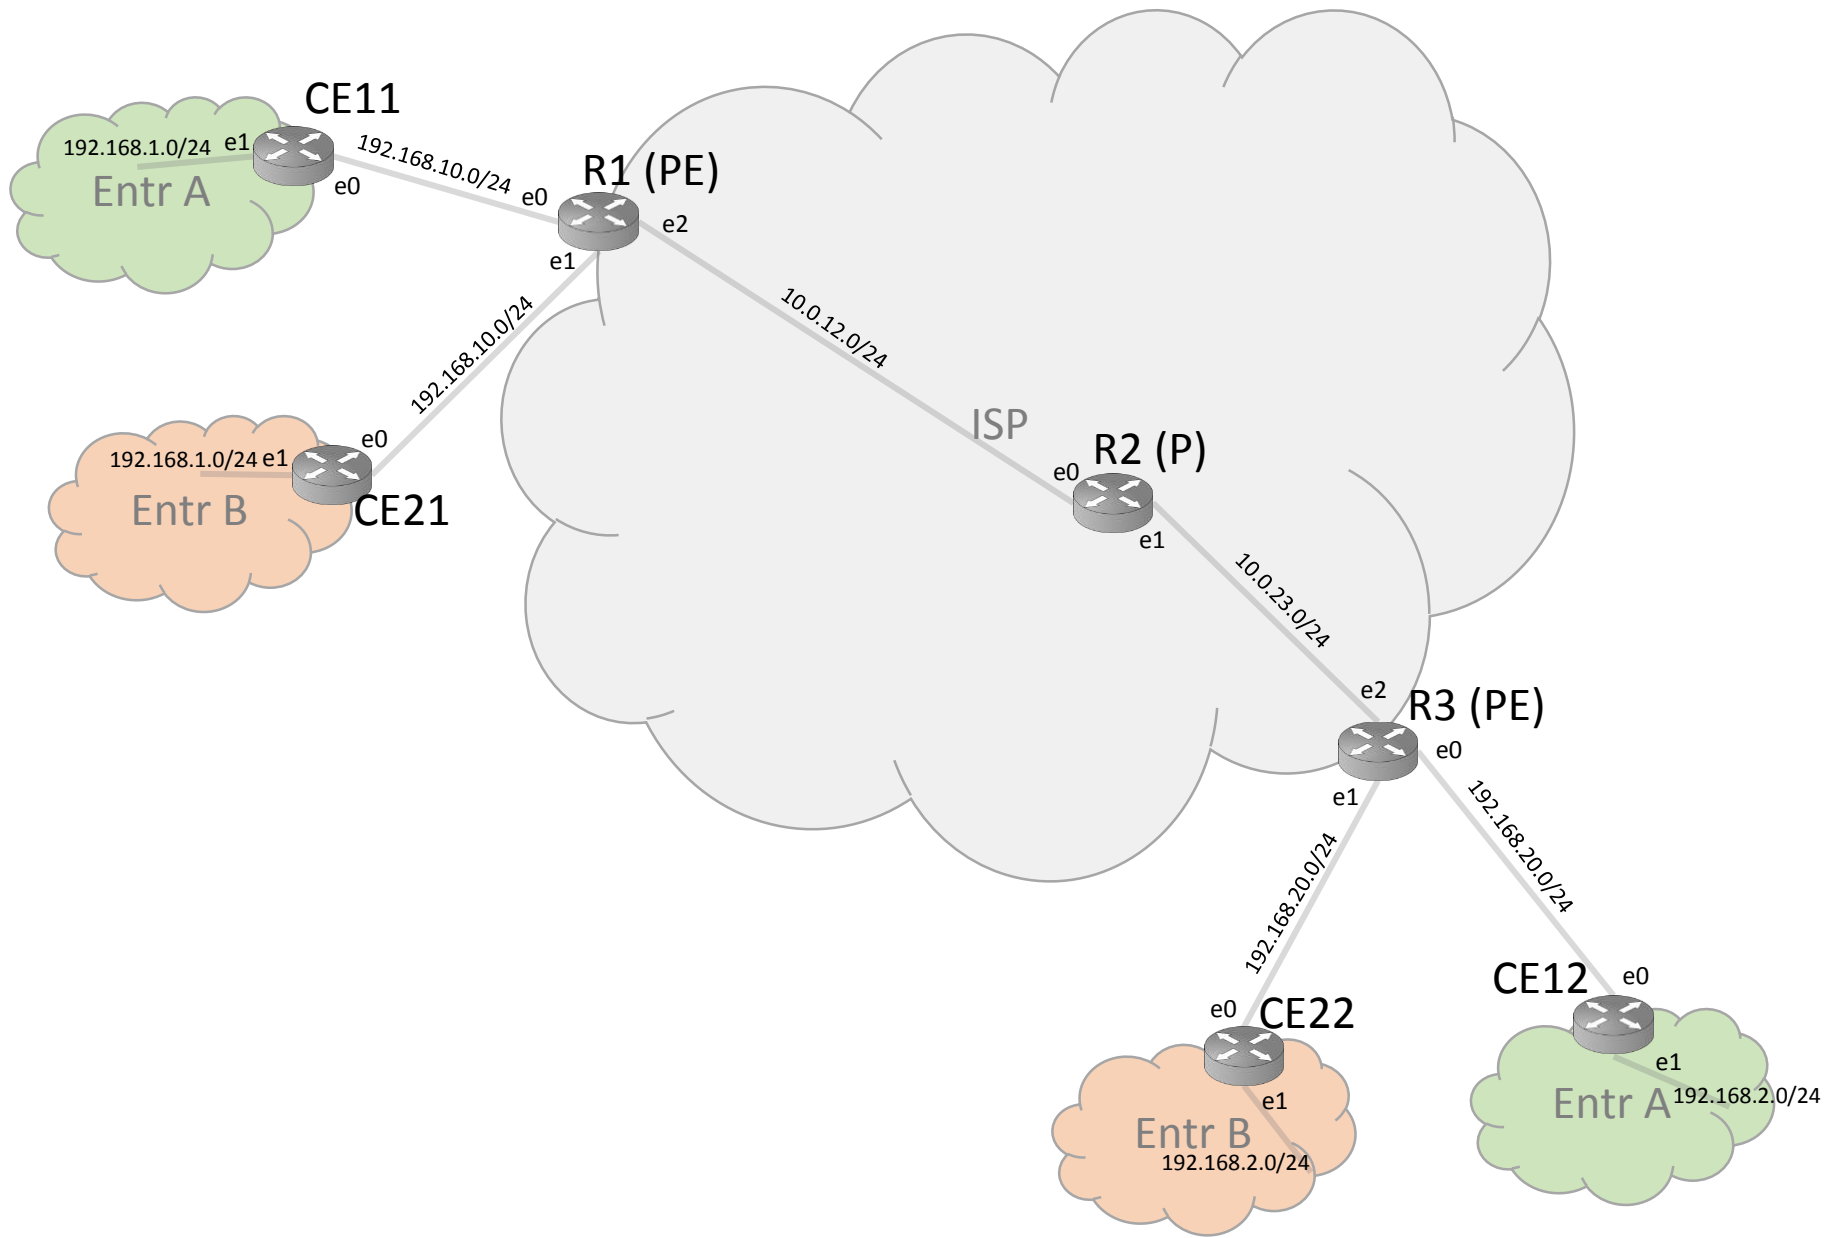 CE11
192.168.1.0/24
e1
Entr A
e0
192.168.10.0/24
R1 (PE)
e0
e2
e1
192.168.10.0/24
10.0.12.0/24
ISP
192.168.1.0/24
e1
e0
Entr B
CE21
R2 (P)
e0
e1
10.0.23.0/24
e2
R3 (PE)
e0
e1
192.168.20.0/24
192.168.20.0/24
CE12
e0
e0
CE22
e1
Entr B
192.168.2.0/24
e1
Entr A
192.168.2.0/24